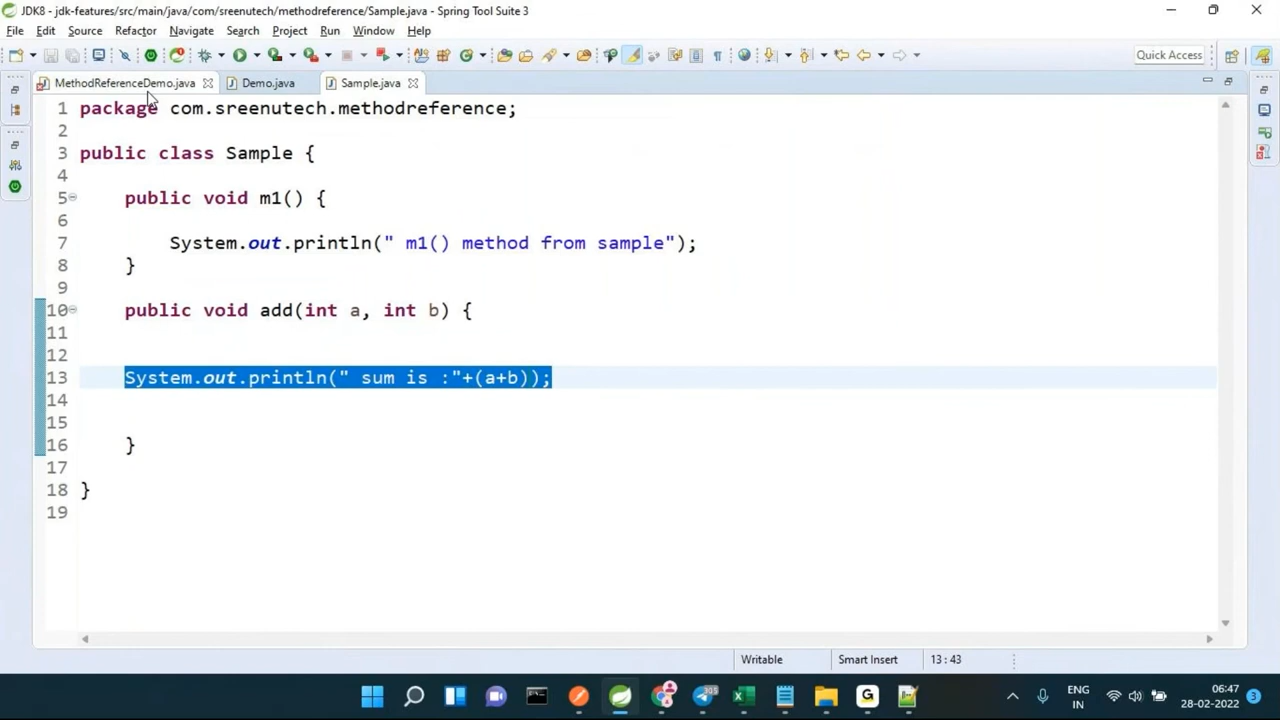 JDK8 - jdk-features/src/main/java/com/sreenutech/methodreference/Sample.java - Spring Tool Suite 3
File Edit Source Refactor Navigate Search Project Run Window Help
Quick Access
MethodReferenceDemo.java Demo.java Sample.java
1 package com.sreenutech.methodreference;
2
3 public class Sample {
4
5 public void m1() {
6
7 System.out.println(" m1() method from sample");
8 }
9
10 public void add(int a, int b) {
11
12
13 System.out.println(" sum is :"+(a+b));
14
15
16 }
17
18 }
19
Writable Smart Insert 13 : 43
ENG 06:47
IN 28-02-2022 3